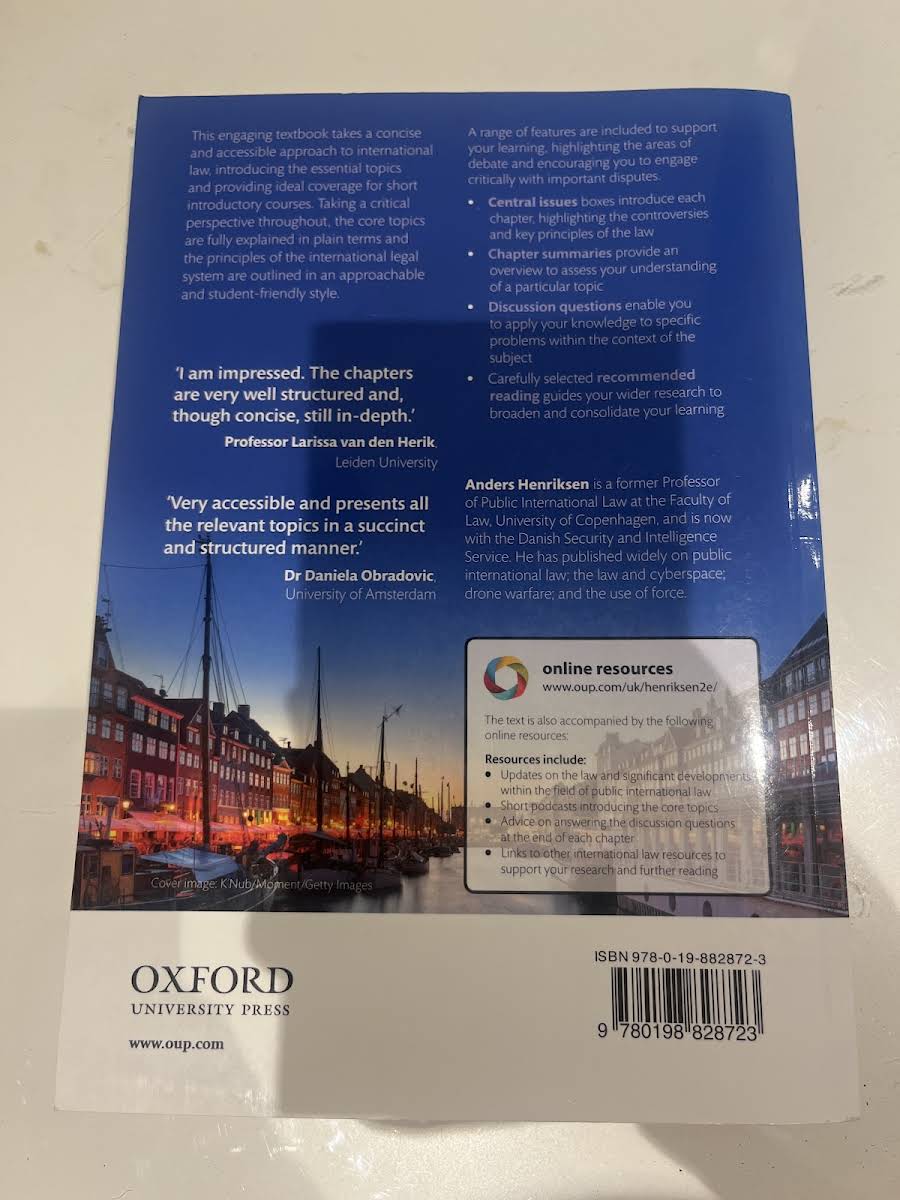 This engaging textbook takes a concise
and accessible approach to international
law, introducing the essential topics
and providing ideal coverage for short
introductory courses. Taking a critical
perspective throughout, the core topics
are fully explained in plain terms and
the principles of the international legal
system are outlined in an approachable
and student-friendly style.
'I am impressed. The chapters
are very well structured and,
though concise, still in-depth.'
Professor Larissa van den Herik,
Leiden University
'Very accessible and presents all
the relevant topics in a succinct
and structured manner.'
Dr Daniela Obradovic,
University of Amsterdam
A range of features are included to support
your learning, highlighting the areas of
debate and encouraging you to engage
critically with important disputes.
• Central issues boxes introduce each
chapter, highlighting the controversies
and key principles of the law
• Chapter summaries provide an
overview to assess your understanding
of a particular topic
• Discussion questions enable you
to apply your knowledge to specific
problems within the context of the
subject
• Carefully selected recommended
reading guides your wider research to
broaden and consolidate your learning
Anders Henriksen is a former Professor
of Public International Law at the Faculty of
Law, University of Copenhagen, and is now
with the Danish Security and Intelligence
Service. He has published widely on public
international law; the law and cyberspace;
drone warfare; and the use of force.
online resources
www.oup.com/uk/henriksen2e/
The text is also accompanied by the following
online resources:
Resources include:
• Updates on the law and significant developments
within the field of public international law
• Short podcasts introducing the core topics
• Advice on answering the discussion questions
at the end of each chapter
• Links to other international law resources to
support your research and further reading
Cover image: K'Nub/Moment/Getty Images
OXFORD
UNIVERSITY PRESS
www.oup.com
ISBN 978-0-19-882872-3
9 780198 828723